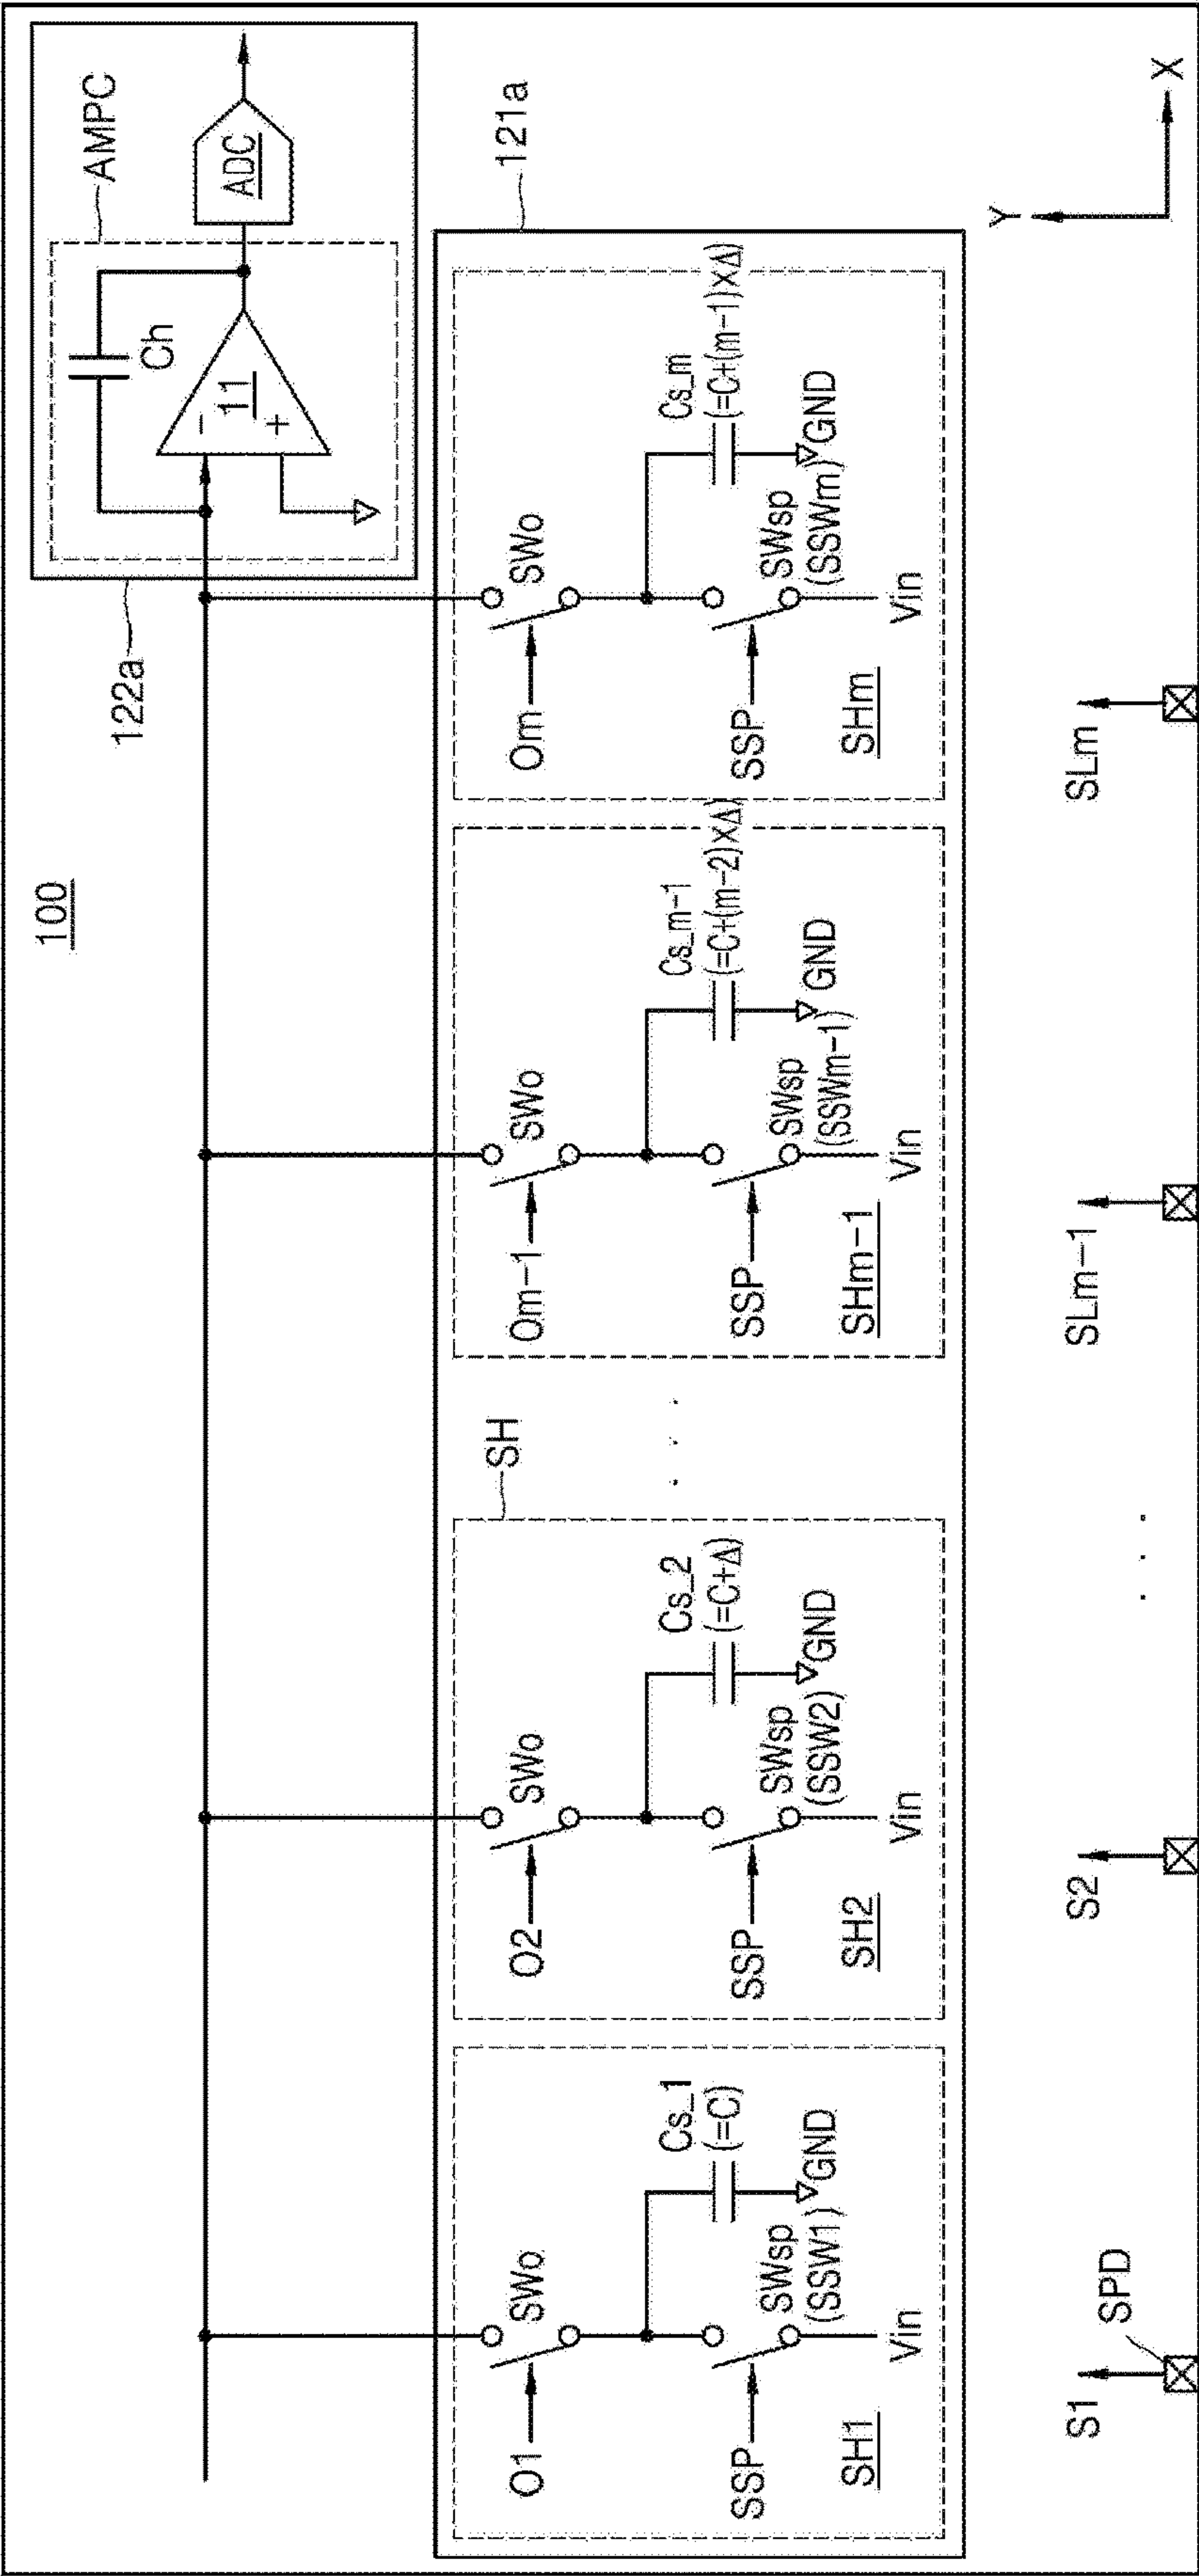 100
122a
AMPC
Ch
11
−
+
ADC
121a
SH
O1
SWo
Cs_1
(=C)
SSP
SWsp
(SSW1)
GND
SH1
Vin
O2
SWo
Cs_2
(=C+Δ)
SSP
SWsp
(SSW2)
GND
SH2
Vin
. . .
Om−1
SWo
Cs_m−1
(=C+(m−2)×Δ)
SSP
SWsp
(SSWm−1)
GND
SHm−1
Vin
Om
SWo
Cs_m
(=C+(m−1)×Δ)
SSP
SWsp
(SSWm)
GND
SHm
Vin
S1
SPD
S2
. . .
SLm−1
SLm
Y
X